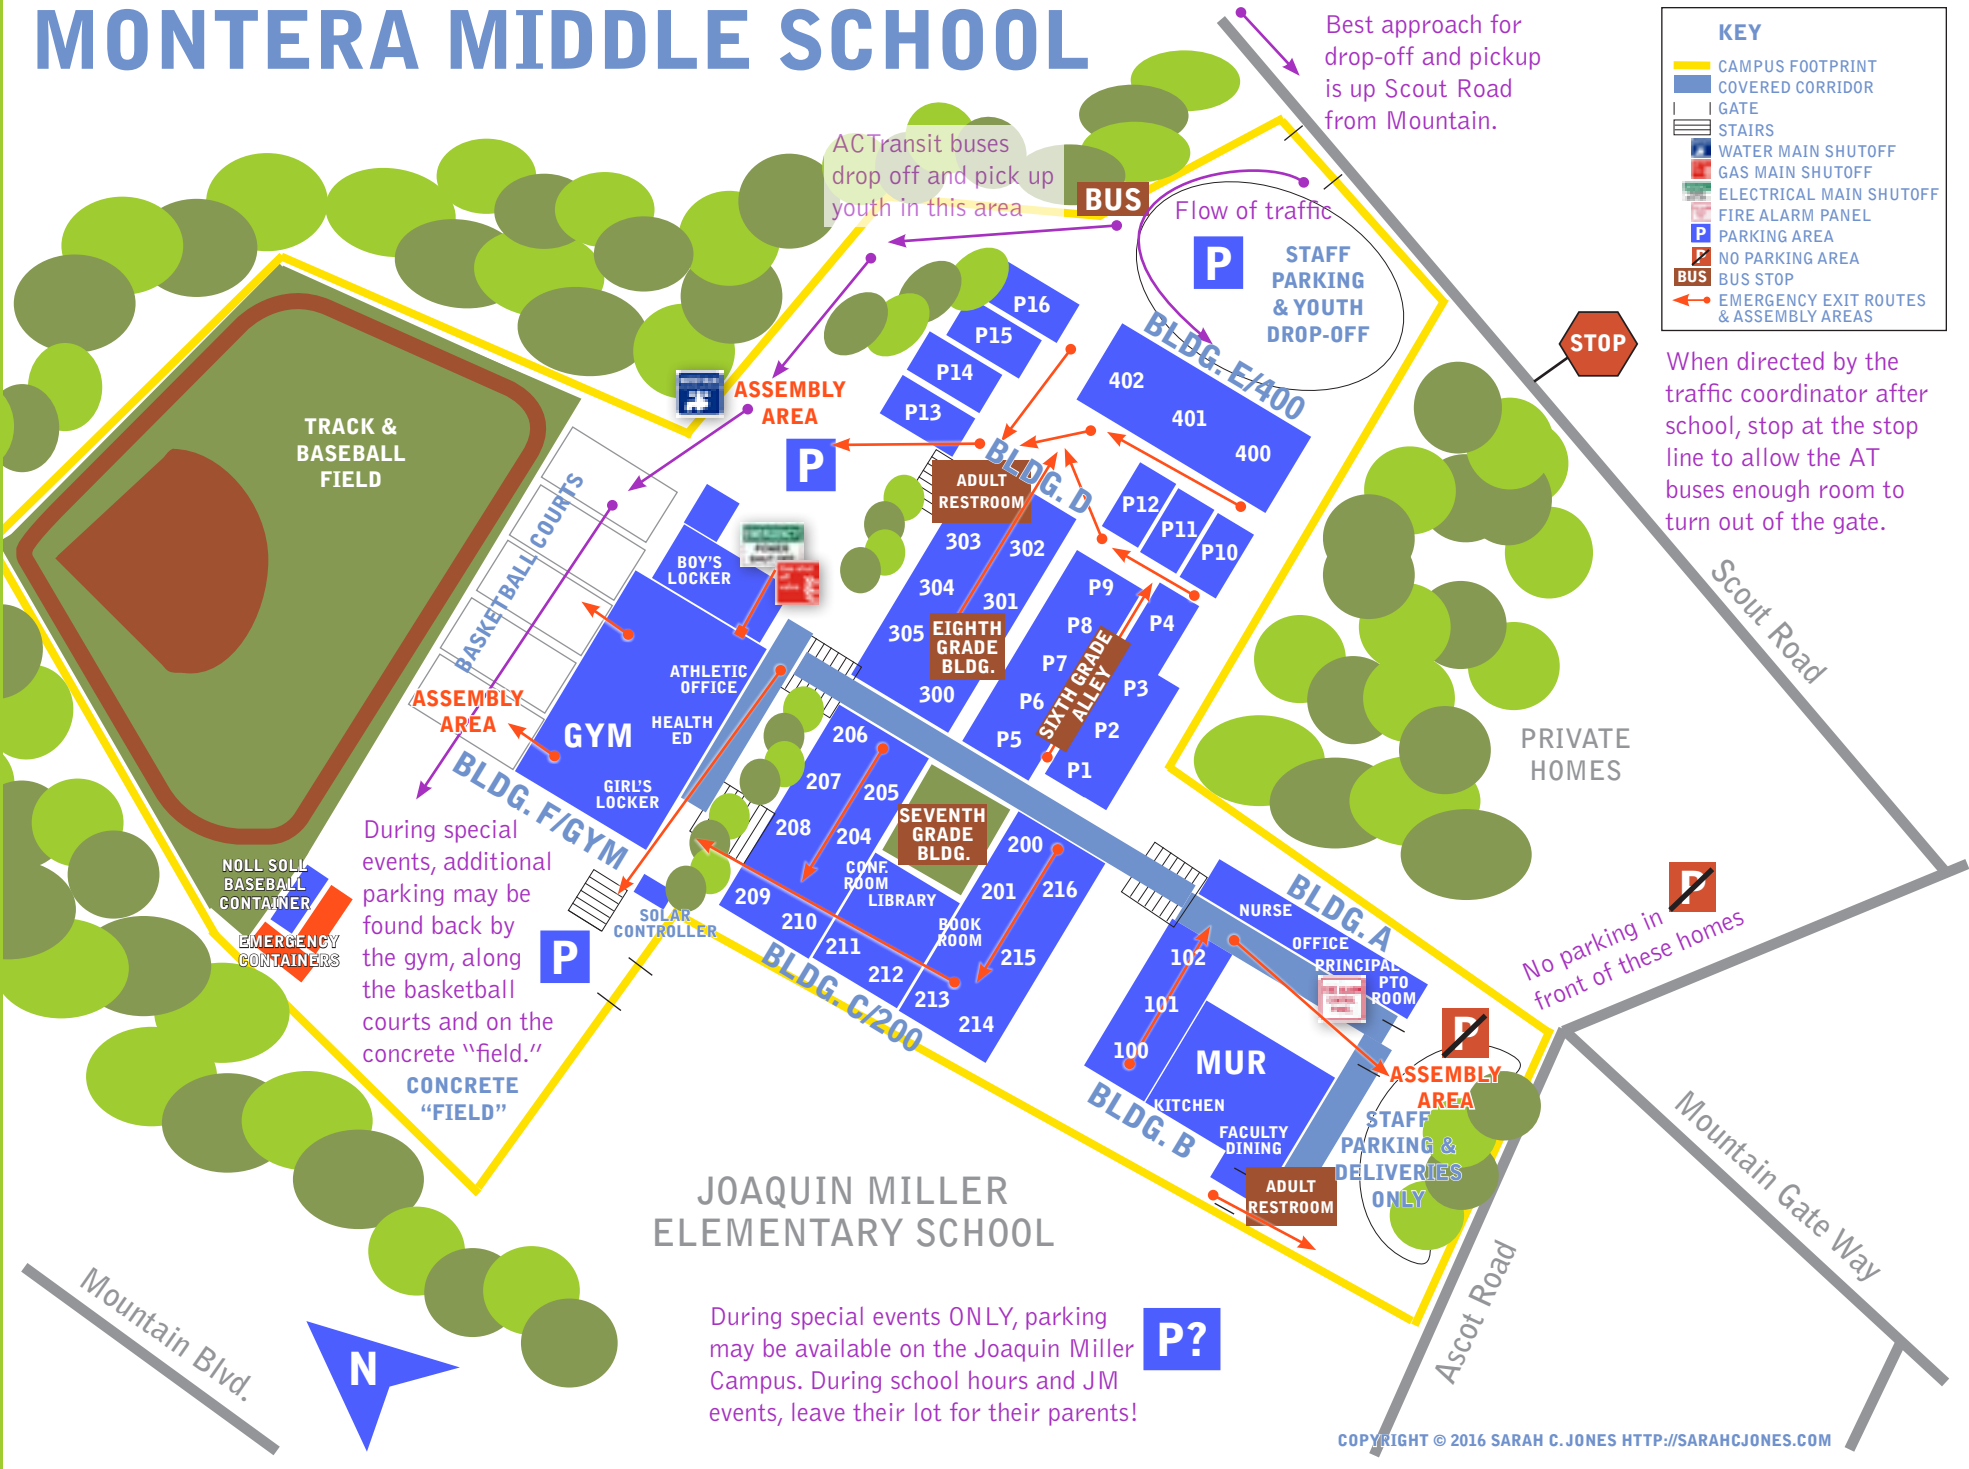 MONTERA MIDDLE SCHOOL
Best approach for
drop-off and pickup
is up Scout Road
from Mountain.
KEY
CAMPUS FOOTPRINT
COVERED CORRIDOR
GATE
STAIRS
WATER MAIN SHUTOFF
GAS MAIN SHUTOFF
ELECTRICAL MAIN SHUTOFF
FIRE ALARM PANEL
P PARKING AREA
P NO PARKING AREA
BUS BUS STOP
EMERGENCY EXIT ROUTES
& ASSEMBLY AREAS
ACTransit buses
drop off and pick up
youth in this area
BUS
Flow of traffic
P
STAFF
PARKING
& YOUTH
DROP-OFF
STOP
When directed by the
traffic coordinator after
school, stop at the stop
line to allow the AT
buses enough room to
turn out of the gate.
P16
P15
P14
P13
BLDG. E/400
402
401
400
ASSEMBLY
AREA
P
TRACK &
BASEBALL
FIELD
BASKETBALL COURTS
BLDG. D
ADULT
RESTROOM
303
302
304
301
305
300
EIGHTH
GRADE
BLDG.
P12
P11
P10
P9
P8
P7
P6
P5
P4
P3
P2
P1
SIXTH GRADE
ALLEY
EMERGENCY
POWER
SHUT OFF
BOY'S
LOCKER
ATHLETIC
OFFICE
HEALTH
ED
GYM
GIRL'S
LOCKER
BLDG. F/GYM
ASSEMBLY
AREA
Scout Road
PRIVATE
HOMES
206
207
205
208
204
CONF.
ROOM
LIBRARY
SEVENTH
GRADE
BLDG.
200
201
216
BOOK
ROOM
215
209
210
211
212
213
214
BLDG. C/200
SOLAR
CONTROLLER
P
NOLL SOLL
BASEBALL
CONTAINER
EMERGENCY
CONTAINERS
During special
events, additional
parking may be
found back by
the gym, along
the basketball
courts and on the
concrete “field.”
CONCRETE
“FIELD”
BLDG. A
NURSE
OFFICE
PRINCIPAL
PTO
ROOM
102
101
100
MUR
KITCHEN
FACULTY
DINING
BLDG. B
ADULT
RESTROOM
P
No parking in
front of these homes
P
ASSEMBLY
AREA
STAFF
PARKING &
DELIVERIES
ONLY
Mountain Gate Way
Ascot Road
JOAQUIN MILLER
ELEMENTARY SCHOOL
Mountain Blvd.
N
During special events ONLY, parking
may be available on the Joaquin Miller
Campus. During school hours and JM
events, leave their lot for their parents!
P?
COPYRIGHT © 2016 SARAH C. JONES HTTP://SARAHCJONES.COM